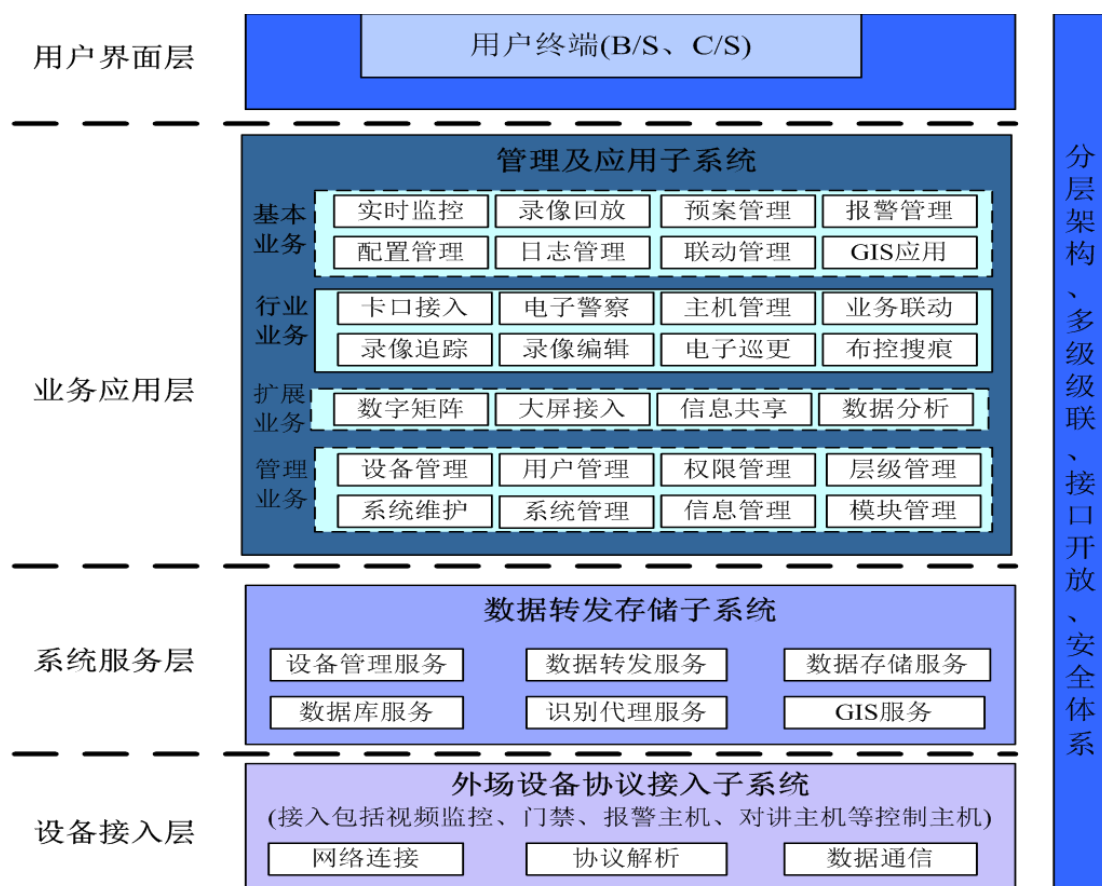 用户界面层
用户终端(B/S、C/S)
管理及应用子系统
基本
业务
实时监控 录像回放 预案管理 报警管理
配置管理 日志管理 联动管理 GIS应用
行业
业务
卡口接入 电子警察 主机管理 业务联动
录像追踪 录像编辑 电子巡更 布控搜痕
业务应用层
扩展
业务
数字矩阵 大屏接入 信息共享 数据分析
管理
业务
设备管理 用户管理 权限管理 层级管理
系统维护 系统管理 信息管理 模块管理
系统服务层
数据转发存储子系统
设备管理服务 数据转发服务 数据存储服务
数据库服务 识别代理服务 GIS服务
设备接入层
外场设备协议接入子系统
(接入包括视频监控、门禁、报警主机、对讲主机等控制主机)
网络连接 协议解析 数据通信
分层架构、多级级联、接口开放、安全体系